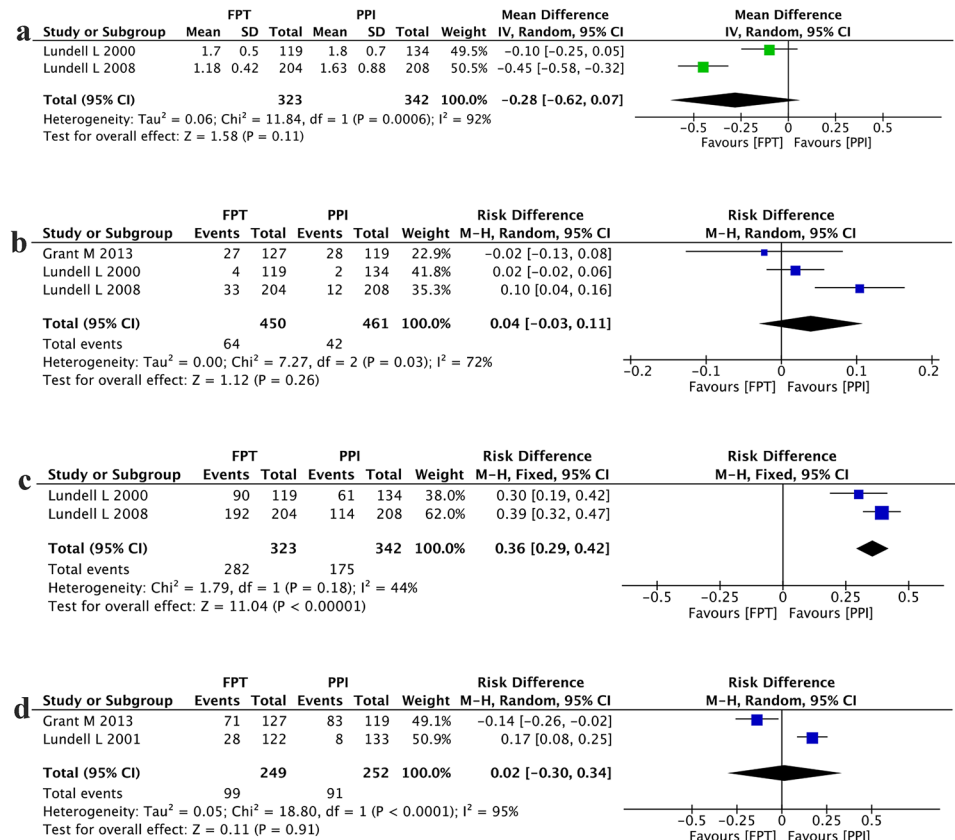 a
FPT PPI Mean Difference Mean Difference
Study or Subgroup Mean SD Total Mean SD Total Weight IV, Random, 95% CI IV, Random, 95% CI
Lundell L 2000 1.7 0.5 119 1.8 0.7 134 49.5% −0.10 [−0.25, 0.05]
Lundell L 2008 1.18 0.42 204 1.63 0.88 208 50.5% −0.45 [−0.58, −0.32]
Total (95% CI) 323 342 100.0% −0.28 [−0.62, 0.07]
Heterogeneity: Tau² = 0.06; Chi² = 11.84, df = 1 (P = 0.0006); I² = 92%
Test for overall effect: Z = 1.58 (P = 0.11)
−0.5 −0.25 0 0.25 0.5
Favours [FPT] Favours [PPI]
b
FPT PPI Risk Difference Risk Difference
Study or Subgroup Events Total Events Total Weight M−H, Random, 95% CI M−H, Random, 95% CI
Grant M 2013 27 127 28 119 22.9% −0.02 [−0.13, 0.08]
Lundell L 2000 4 119 2 134 41.8% 0.02 [−0.02, 0.06]
Lundell L 2008 33 204 12 208 35.3% 0.10 [0.04, 0.16]
Total (95% CI) 450 461 100.0% 0.04 [−0.03, 0.11]
Total events 64 42
Heterogeneity: Tau² = 0.00; Chi² = 7.27, df = 2 (P = 0.03); I² = 72%
Test for overall effect: Z = 1.12 (P = 0.26)
−0.2 −0.1 0 0.1 0.2
Favours [FPT] Favours [PPI]
c
FPT PPI Risk Difference Risk Difference
Study or Subgroup Events Total Events Total Weight M−H, Fixed, 95% CI M−H, Fixed, 95% CI
Lundell L 2000 90 119 61 134 38.0% 0.30 [0.19, 0.42]
Lundell L 2008 192 204 114 208 62.0% 0.39 [0.32, 0.47]
Total (95% CI) 323 342 100.0% 0.36 [0.29, 0.42]
Total events 282 175
Heterogeneity: Chi² = 1.79, df = 1 (P = 0.18); I² = 44%
Test for overall effect: Z = 11.04 (P < 0.00001)
−0.5 −0.25 0 0.25 0.5
Favours [FPT] Favours [PPI]
d
FPT PPI Risk Difference Risk Difference
Study or Subgroup Events Total Events Total Weight M−H, Random, 95% CI M−H, Random, 95% CI
Grant M 2013 71 127 83 119 49.1% −0.14 [−0.26, −0.02]
Lundell L 2001 28 122 8 133 50.9% 0.17 [0.08, 0.25]
Total (95% CI) 249 252 100.0% 0.02 [−0.30, 0.34]
Total events 99 91
Heterogeneity: Tau² = 0.05; Chi² = 18.80, df = 1 (P < 0.0001); I² = 95%
Test for overall effect: Z = 0.11 (P = 0.91)
−0.5 −0.25 0 0.25 0.5
Favours [FPT] Favours [PPI]